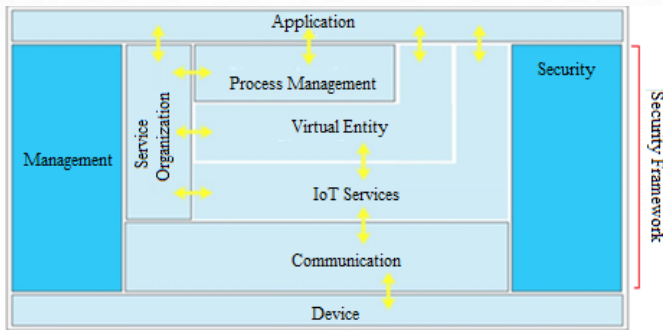 Application
Process Management
Security
Service
Organization
Virtual Entity
Management
IoT Services
Communication
Device
Security Framework